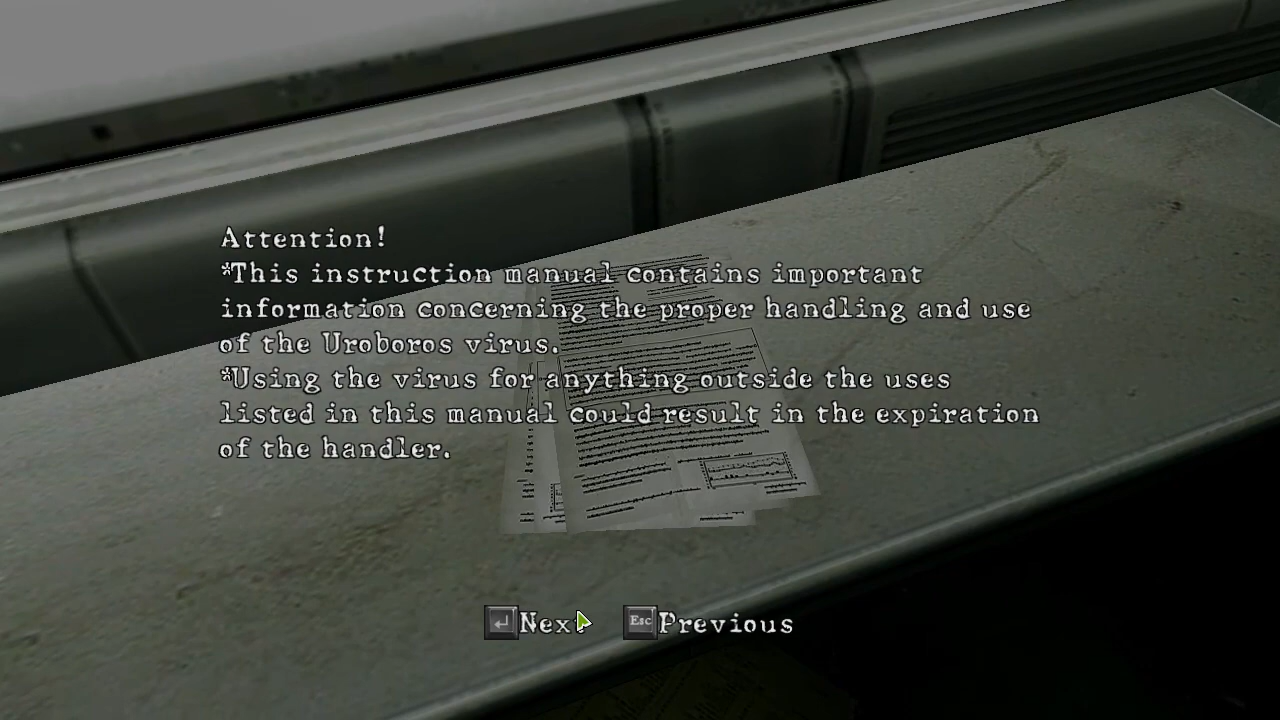 Attention!
*This instruction manual contains important
information concerning the proper handling and use
of the Uroboros virus.
*Using the virus for anything outside the uses
listed in this manual could result in the expiration
of the handler.
Next
Esc Previous